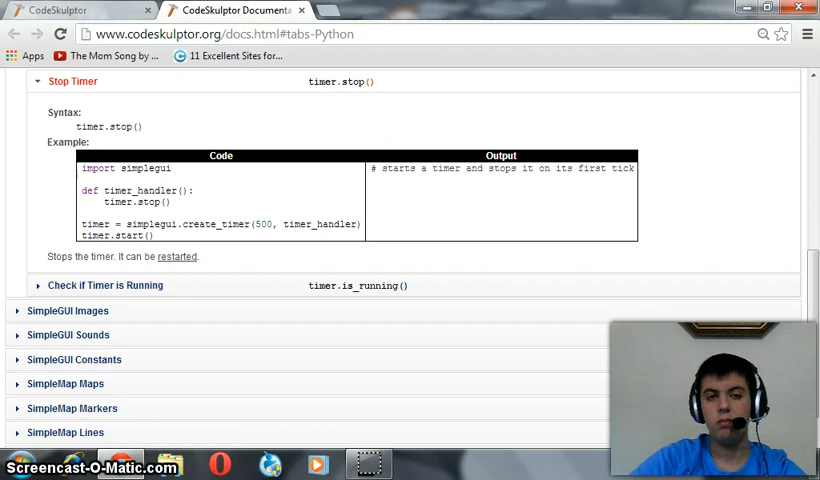 CodeSkulptor
CodeSkulptor Documenta
www.codeskulptor.org/docs.html#tabs-Python
Apps The Mom Song by ... 11 Excellent Sites for...
Stop Timer timer.stop()
Syntax:
timer.stop()
Example:
Code Output
import simplegui # starts a timer and stops it on its first tick
def timer_handler():
timer.stop()
timer = simplegui.create_timer(500, timer_handler)
timer.start()
Stops the timer. It can be restarted.
Check if Timer is Running timer.is_running()
SimpleGUI Images
SimpleGUI Sounds
SimpleGUI Constants
SimpleMap Maps
SimpleMap Markers
SimpleMap Lines
Screencast-O-Matic.com